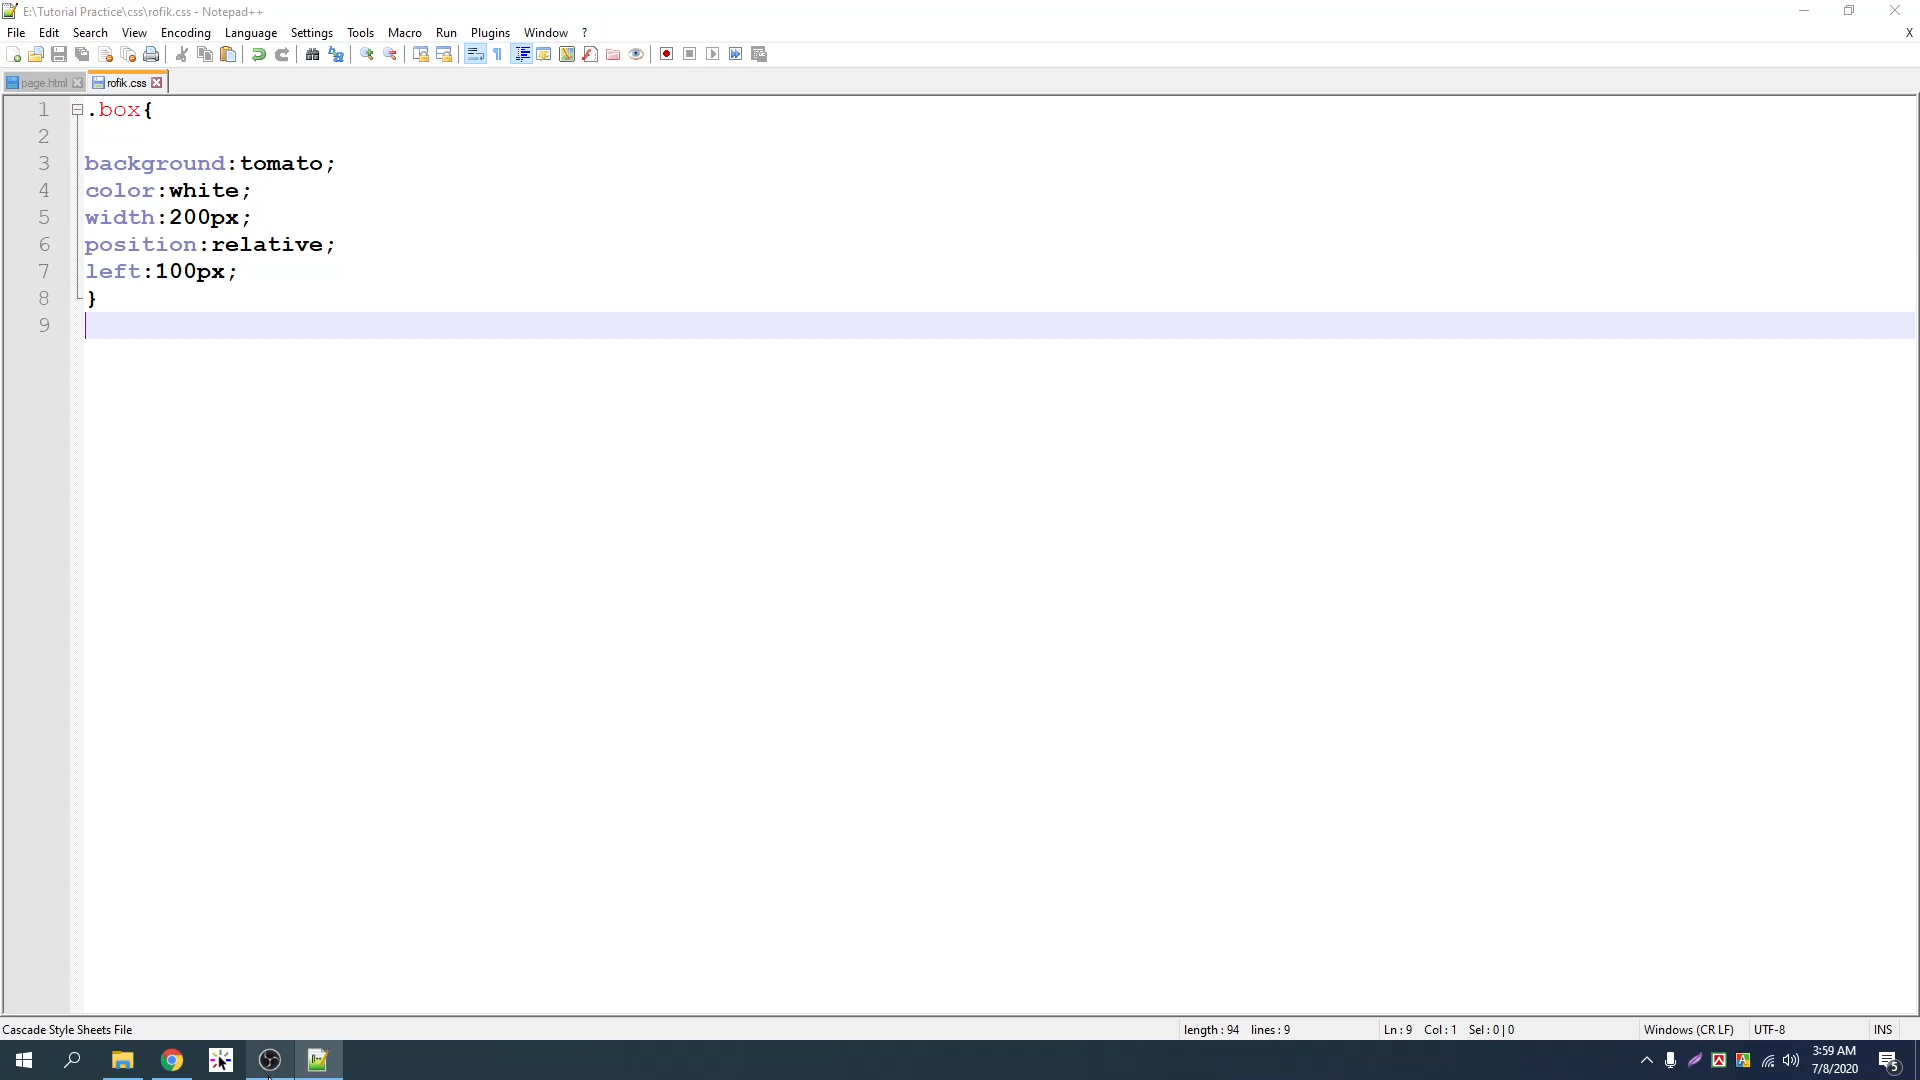 E:\Tutorial Practice\css\rofik.css - Notepad++
File Edit Search View Encoding Language Settings Tools Macro Run Plugins Window ? X
page.html rofik.css
1 .box{
2
3 background:tomato;
4 color:white;
5 width:200px;
6 position:relative;
7 left:100px;
8 }
9
Cascade Style Sheets File length : 94 lines : 9 Ln : 9 Col : 1 Sel : 0 | 0 Windows (CR LF) UTF-8 INS
3:59 AM
7/8/2020
5